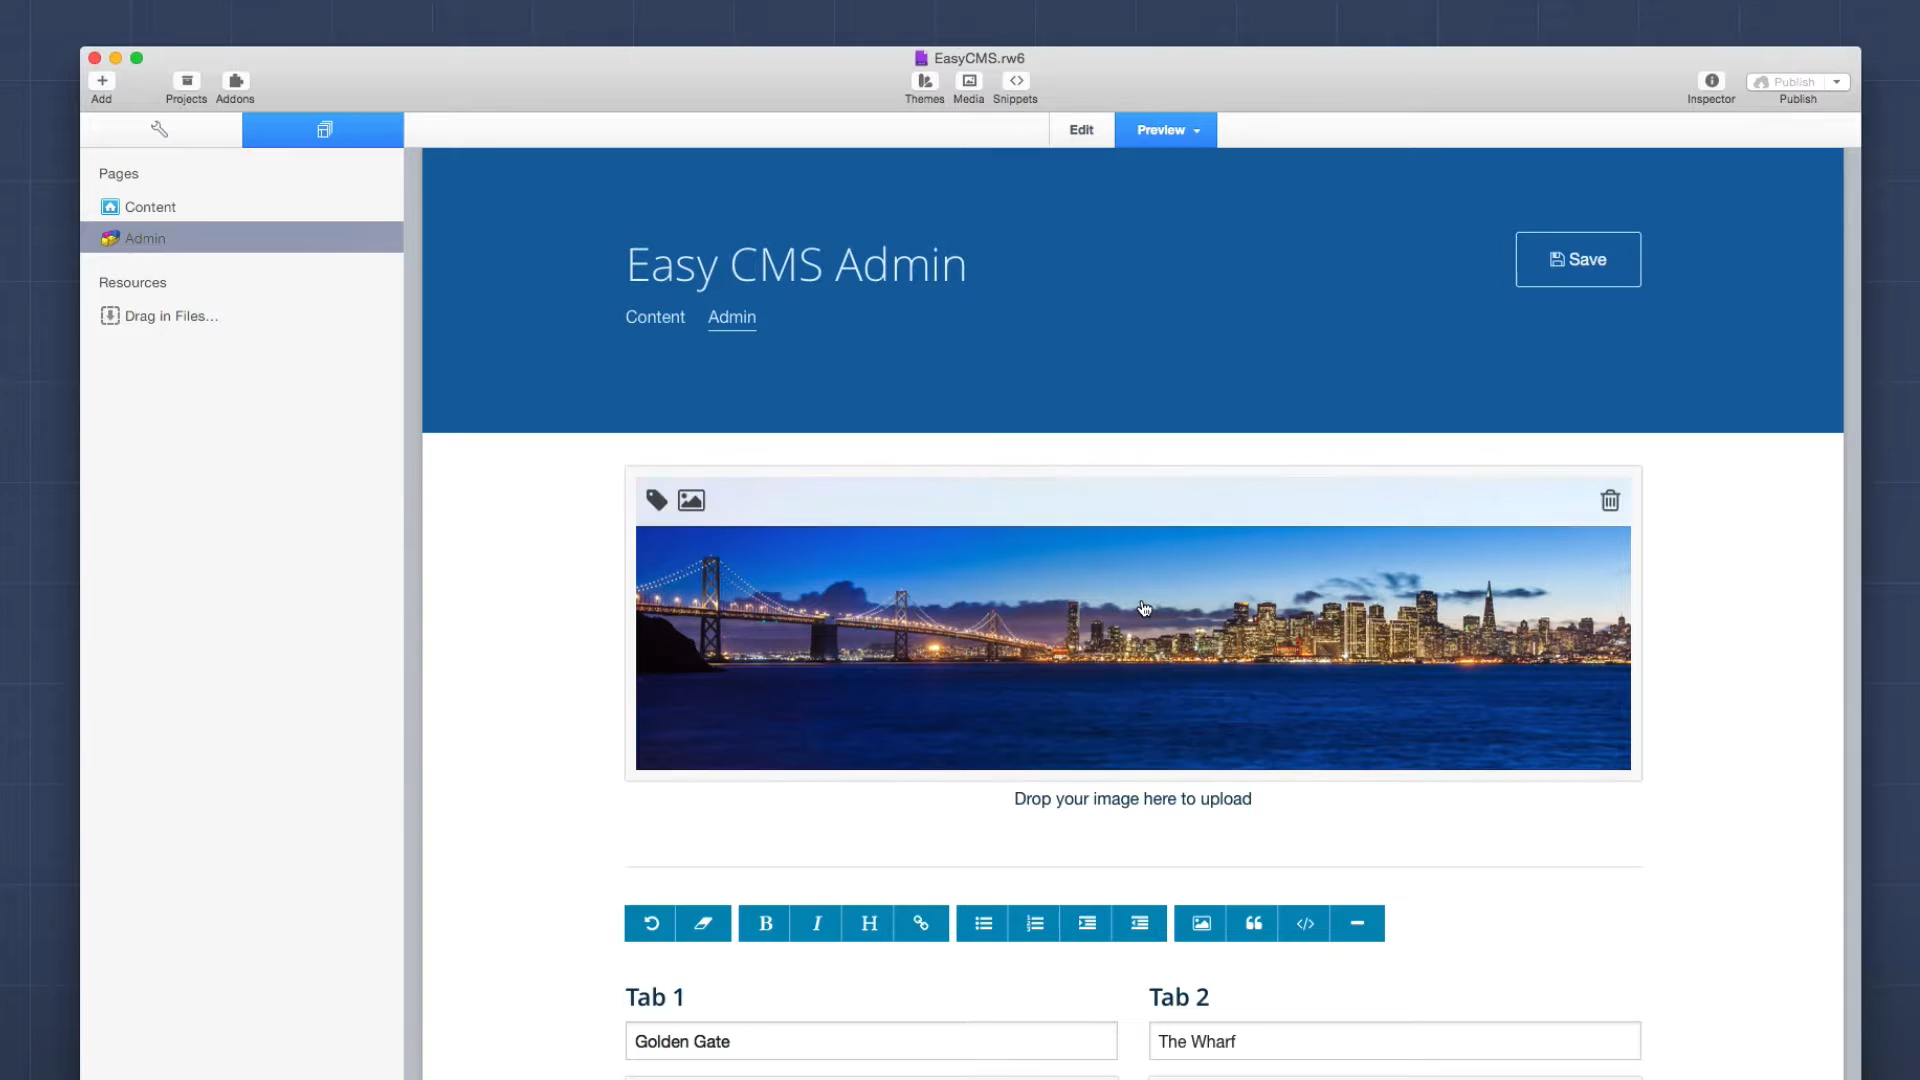 EasyCMS.rw6
Add
Projects
Addons
Themes
Media
Snippets
Inspector
Publish
Publish
Edit
Preview
Pages
Content
Admin
Resources
Drag in Files...
Easy CMS Admin
Save
Content
Admin
Drop your image here to upload
B
I
H
Tab 1
Tab 2
Golden Gate
The Wharf